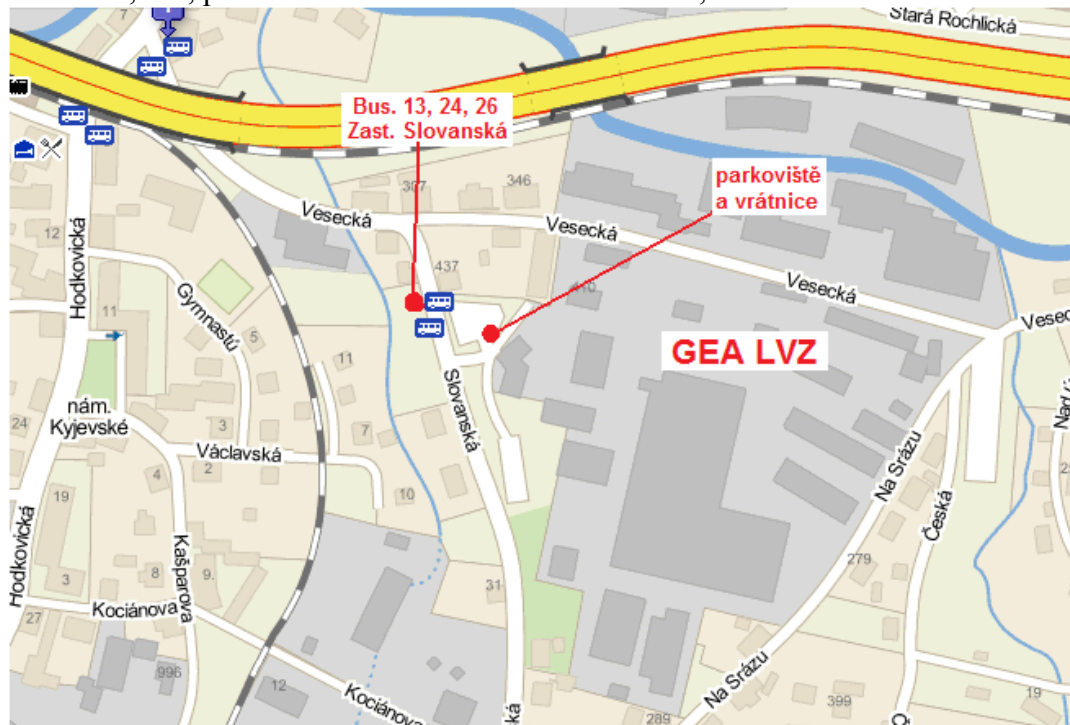 Stará Rochlická
7
Bus. 13, 24, 26
Zast. Slovanská
parkoviště
a vrátnice
307
346
Vesecká
Vesecká
Vesecká
Vesec
12
Hodkovická
437
410
Gymnastů
11
5
11
GEA LVZ
Slovanská
nám.
Kyjevské
24
3
7
Václavská
2
4
10
Na Srázu
Česká
Nad
19
Hodkovická
Kašparova
279
3
8
9.
31
Kociánova
27
996
12
Kociánova
ká
Na Srázu
399
289
19